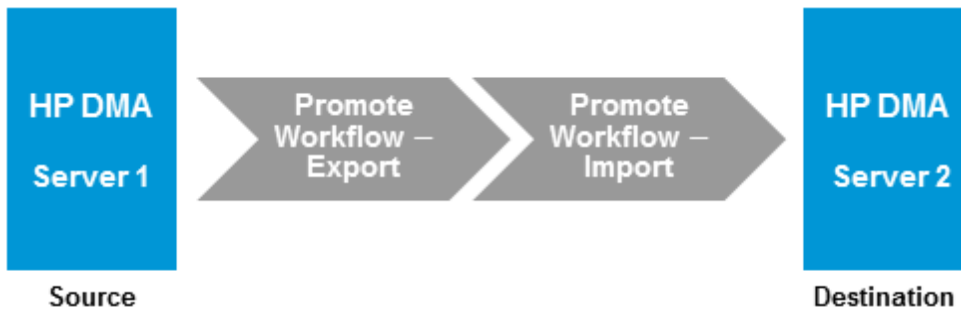 HP DMA
Server 1
Promote
Workflow –
Export
Promote
Workflow –
Import
HP DMA
Server 2
Source
Destination